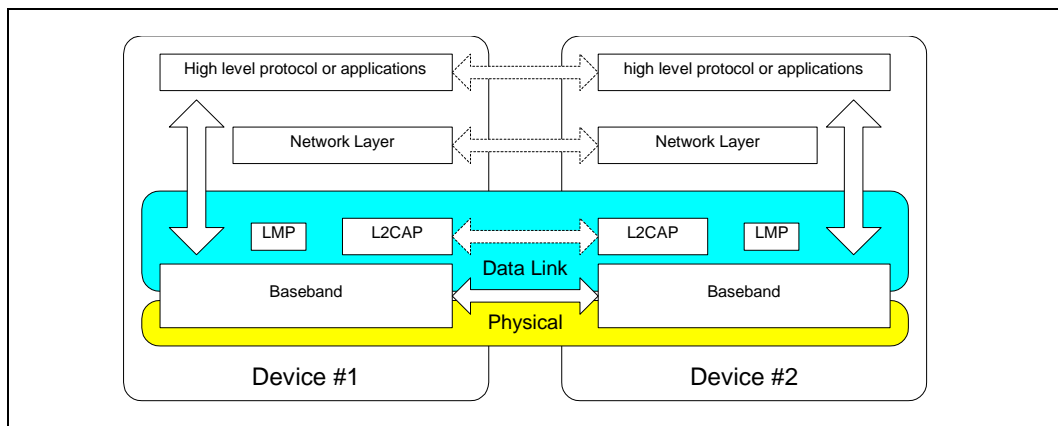 High level protocol or applications
high level protocol or applications
Network Layer
Network Layer
LMP
L2CAP
L2CAP
LMP
Data Link
Baseband
Baseband
Physical
Device #1
Device #2